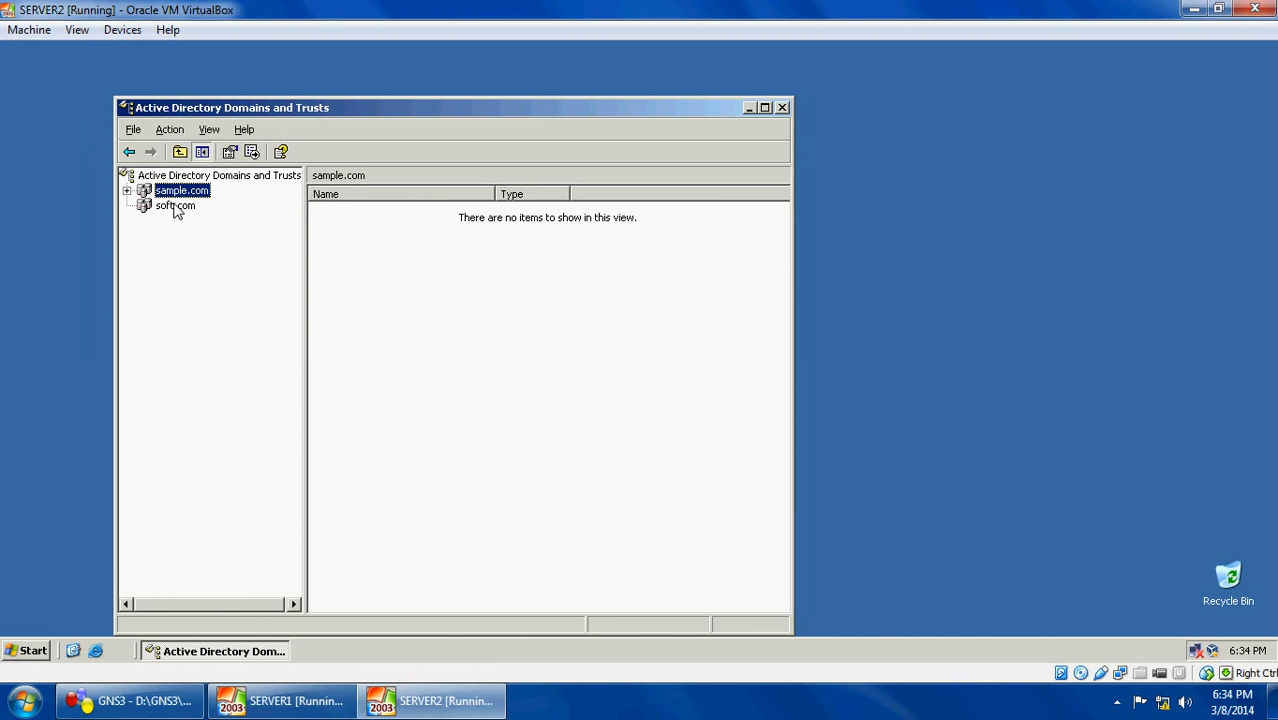 SERVER2 [Running] - Oracle VM VirtualBox
Machine View Devices Help
Active Directory Domains and Trusts
File Action View Help
Active Directory Domains and Trusts
sample.com
sample.com
Name Type
soft.com
There are no items to show in this view.
Recycle Bin
Start
Active Directory Dom...
6:34 PM
Right Ctrl
GNS3 - D:\GNS3\...
2003
SERVER1 [Runnin...
2003
SERVER2 [Runnin...
6:34 PM
3/8/2014